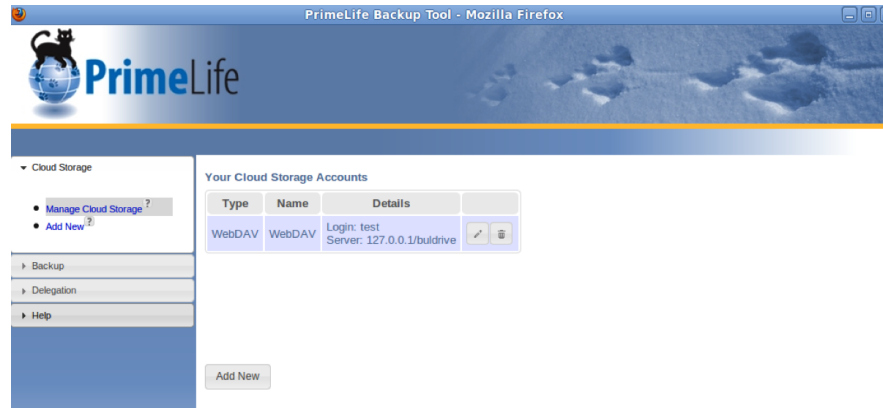 PrimeLife Backup Tool - Mozilla Firefox
PrimeLife
Cloud Storage
Manage Cloud Storage ?
Add New ?
Backup
Delegation
Help
Your Cloud Storage Accounts
Type Name Details
WebDAV WebDAV Login: test
Server: 127.0.0.1/buldrive
Add New